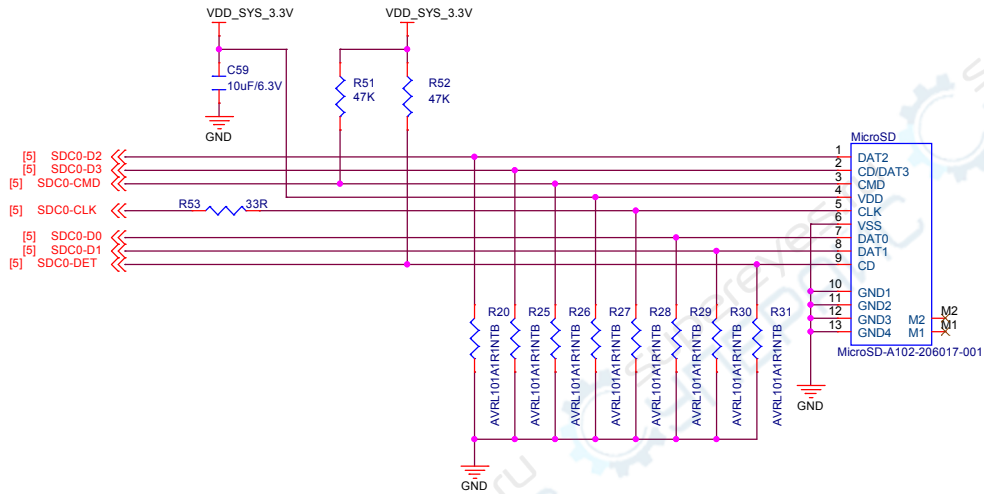 VDD_SYS_3.3V
VDD_SYS_3.3V
C59
10uF/6.3V
GND
R51
47K
R52
47K
[5] SDC0-D2
[5] SDC0-D3
[5] SDC0-CMD
[5] SDC0-CLK
R53
33R
[5] SDC0-D0
[5] SDC0-D1
[5] SDC0-DET
MicroSD
1 DAT2
2 CD/DAT3
3 CMD
4 VDD
5 CLK
6 VSS
7 DAT0
8 DAT1
9 CD
10 GND1
11 GND2
12 GND3
13 GND4
M2 M2
M1 M1
MicroSD-A102-206017-001
GND
R20
AVRL101A1R1NTB
R25
AVRL101A1R1NTB
R26
AVRL101A1R1NTB
R27
AVRL101A1R1NTB
R28
AVRL101A1R1NTB
R29
AVRL101A1R1NTB
R30
AVRL101A1R1NTB
R31
AVRL101A1R1NTB
GND